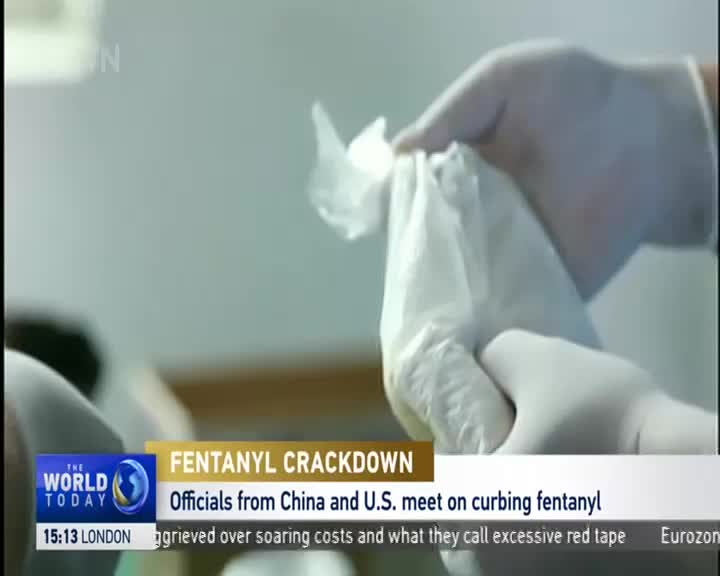 FENTANYL CRACKDOWN
THE
WORLD
TODAY
Officials from China and U.S. meet on curbing fentanyl
15:13 LONDON
ggrieved over soaring costs and what they call excessive red tape Eurozon